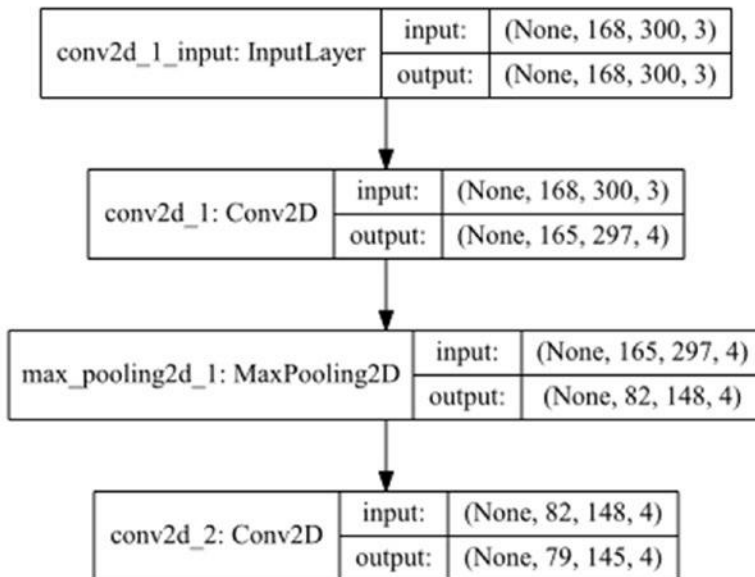 conv2d_1_input: InputLayer
input: (None, 168, 300, 3)
output: (None, 168, 300, 3)
conv2d_1: Conv2D
input: (None, 168, 300, 3)
output: (None, 165, 297, 4)
max_pooling2d_1: MaxPooling2D
input: (None, 165, 297, 4)
output: (None, 82, 148, 4)
conv2d_2: Conv2D
input: (None, 82, 148, 4)
output: (None, 79, 145, 4)